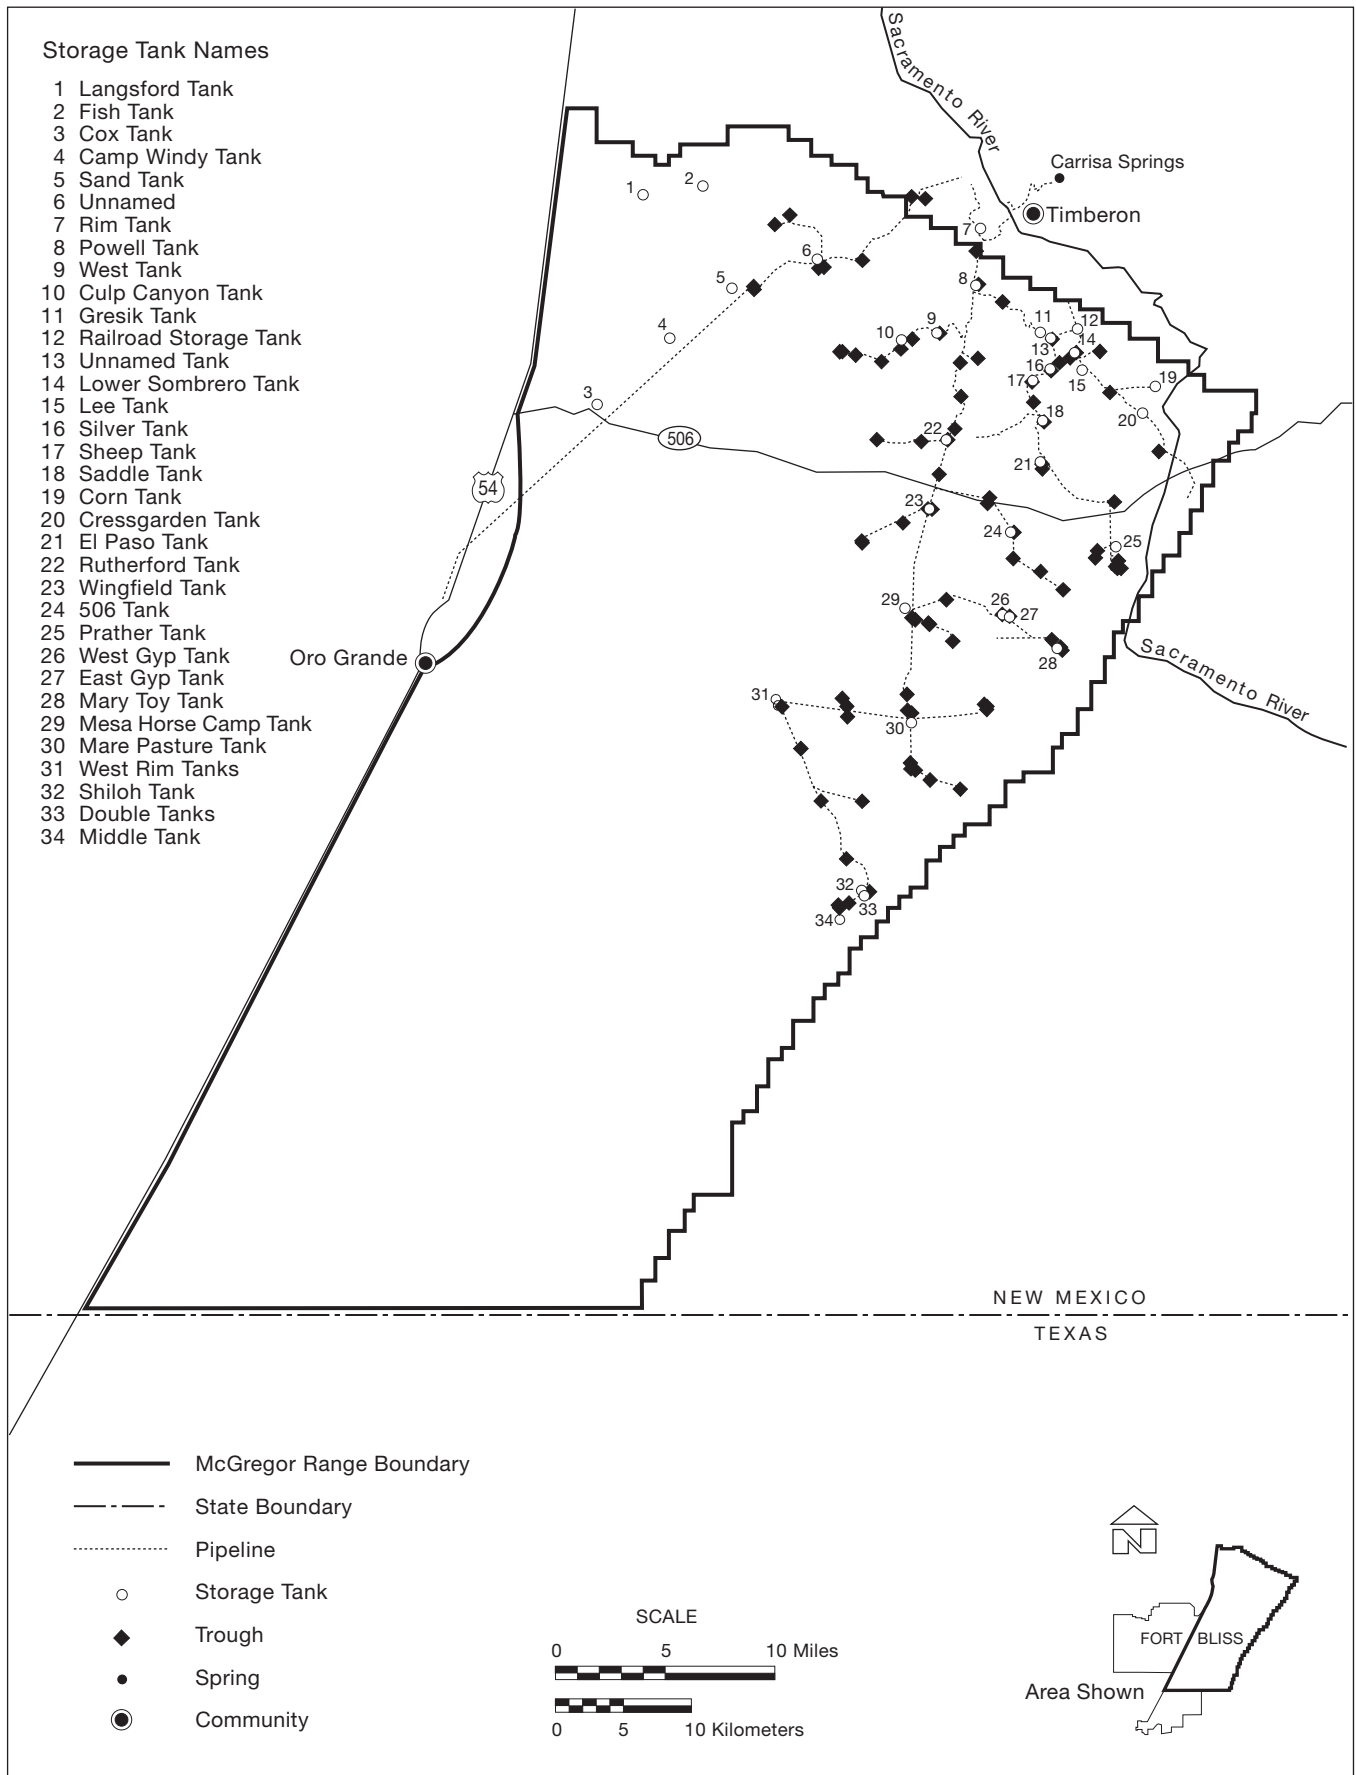 Storage Tank Names
1 Langsford Tank
2 Fish Tank
3 Cox Tank
4 Camp Windy Tank
5 Sand Tank
6 Unnamed
7 Rim Tank
8 Powell Tank
9 West Tank
10 Culp Canyon Tank
11 Gresik Tank
12 Railroad Storage Tank
13 Unnamed Tank
14 Lower Sombrero Tank
15 Lee Tank
16 Silver Tank
17 Sheep Tank
18 Saddle Tank
19 Corn Tank
20 Cressgarden Tank
21 El Paso Tank
22 Rutherford Tank
23 Wingfield Tank
24 506 Tank
25 Prather Tank
26 West Gyp Tank
27 East Gyp Tank
28 Mary Toy Tank
29 Mesa Horse Camp Tank
30 Mare Pasture Tank
31 West Rim Tanks
32 Shiloh Tank
33 Double Tanks
34 Middle Tank
Sacramento River
Carrisa Springs
Timberon
1
2
7
6
5
8
4
9
10
11
12
13
14
16
15
17
19
3
18
20
506
22
21
54
23
24
25
29
26
27
Oro Grande
28
Sacramento River
31
30
32
33
34
NEW MEXICO
TEXAS
McGregor Range Boundary
State Boundary
Pipeline
Storage Tank
Trough
Spring
Community
SCALE
0 5 10 Miles
0 5 10 Kilometers
N
FORT BLISS
Area Shown